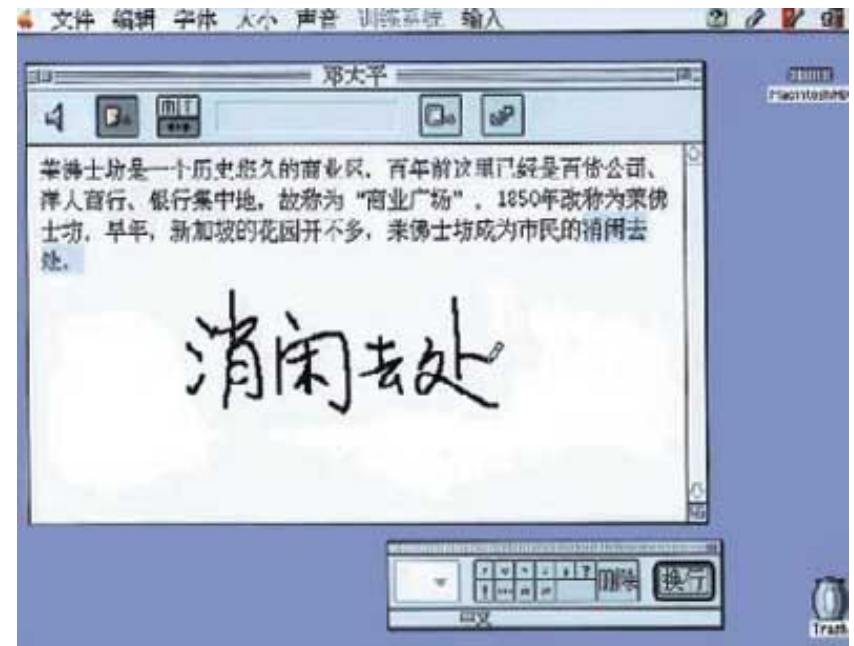 文件 编辑 字体 大小 声音 训练系统 输入
邓大平
MacintoshHD
莱佛士坊是一个历史悠久的商业区，百年前这里已经是百货公司、
洋人商行、银行集中地，故称为“商业广场”，1850年改称为莱佛
士坊，早年，新加坡的花园开不多，莱佛士坊成为市民的消闲去
处，
消闲去处
删除 换行
中文
Trash